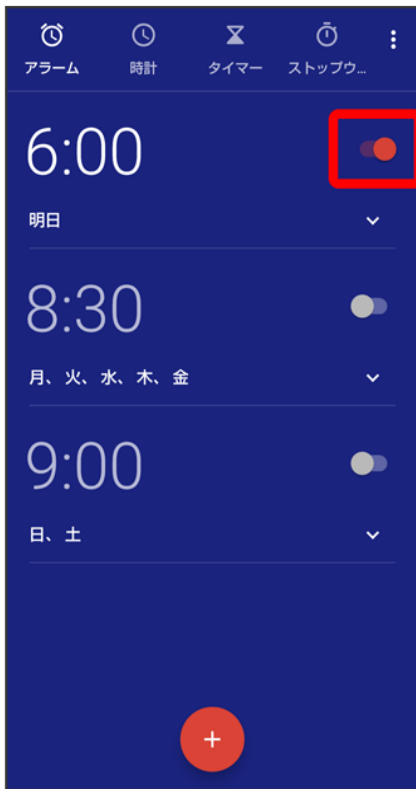 アラーム 時計 タイマー ストップウ...
6:00
明日
8:30
月、火、水、木、金
9:00
日、土